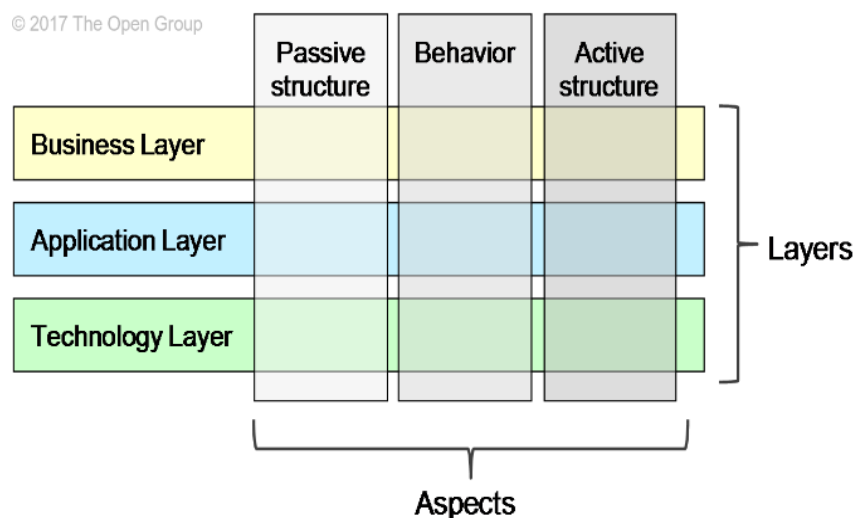 © 2017 The Open Group
Passive
structure
Behavior
Active
structure
Business Layer
Application Layer
Technology Layer
Layers
Aspects